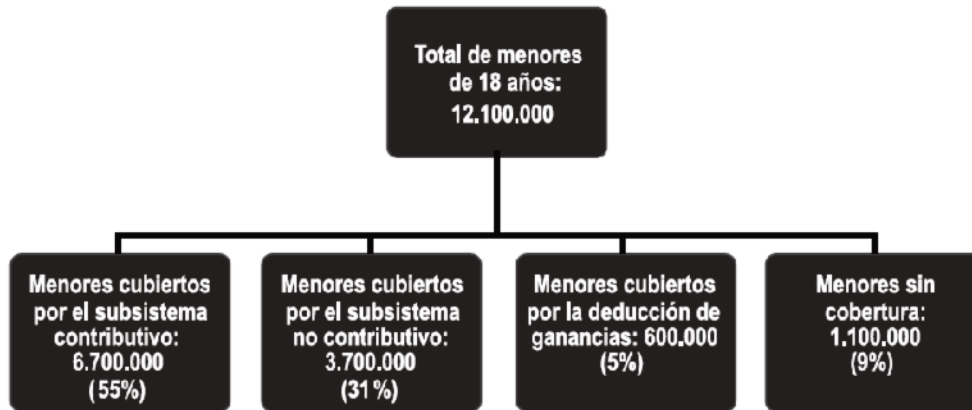 Total de menores
de 18 años:
12.100.000
Menores cubiertos
por el subsistema
contributivo:
6.700.000
(55%)
Menores cubiertos
por el subsistema
no contributivo:
3.700.000
(31%)
Menores cubiertos
por la deducción de
ganancias: 600.000
(5%)
Menores sin
cobertura:
1.100.000
(9%)